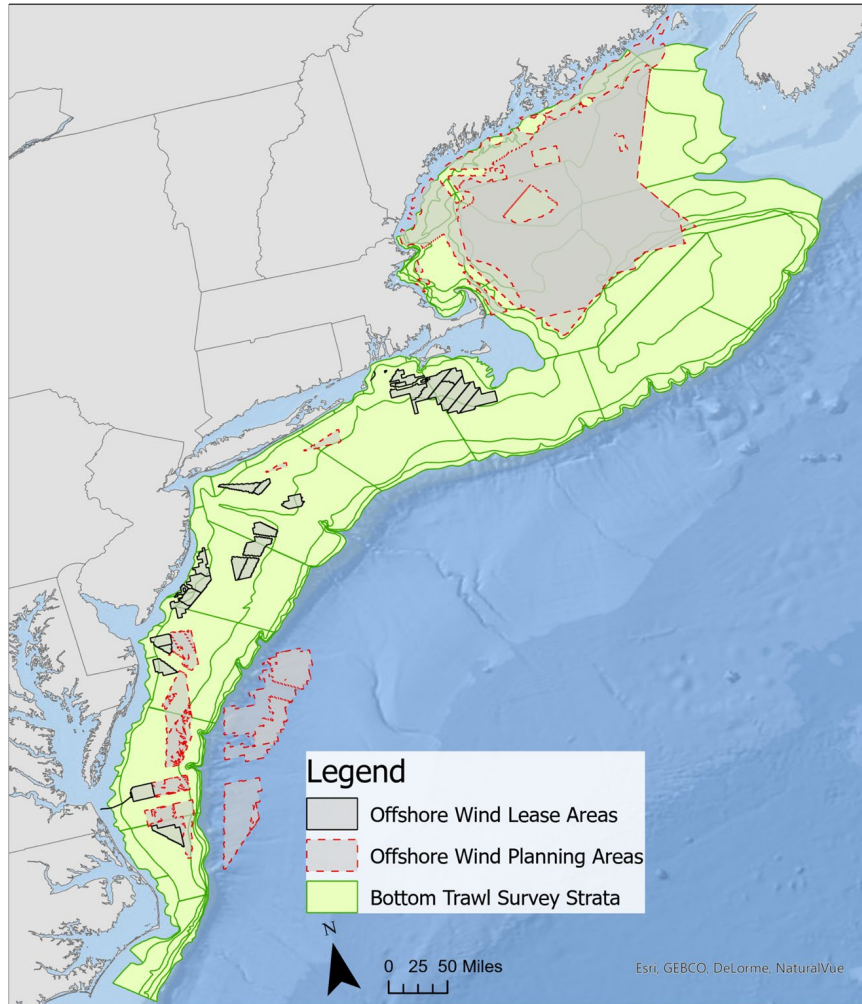 Legend
Offshore Wind Lease Areas
Offshore Wind Planning Areas
Bottom Trawl Survey Strata
N
0 25 50 Miles
Esri, GEBCO, DeLorme, NaturalVue